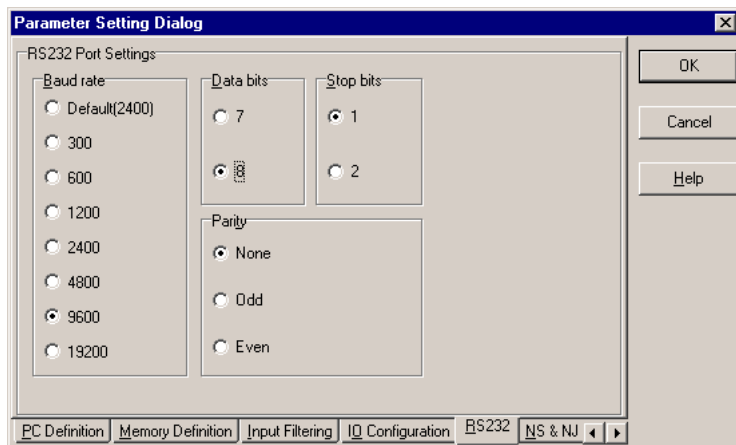 Parameter Setting Dialog
RS232 Port Settings
Baud rate
Default(2400)
300
600
1200
2400
4800
9600
19200
Data bits
7
8
Stop bits
1
2
Parity
None
Odd
Even
OK
Cancel
Help
PC Definition
Memory Definition
Input Filtering
IO Configuration
RS232
NS & NJ